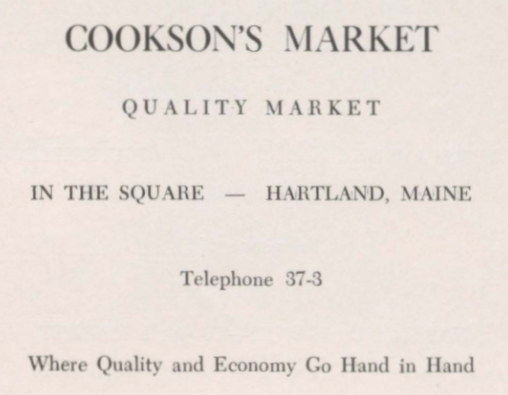 COOKSON'S MARKET
QUALITY MARKET
IN THE SQUARE — HARTLAND, MAINE
Telephone 37-3
Where Quality and Economy Go Hand in Hand